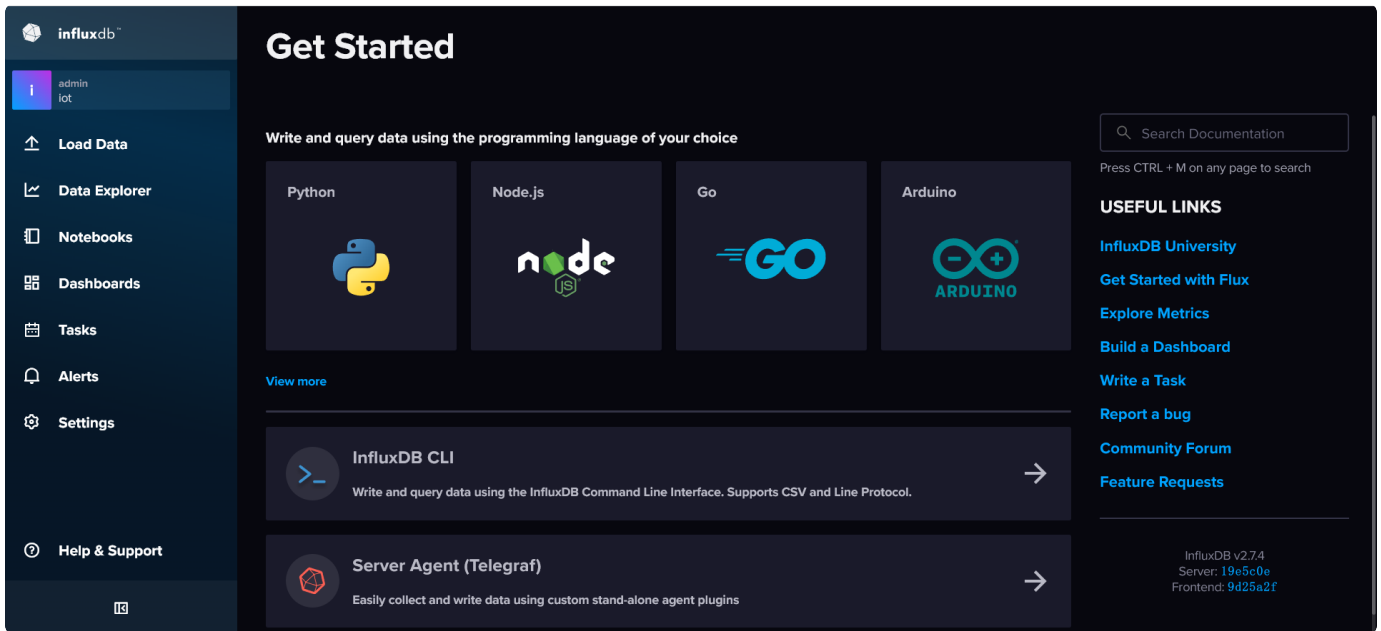 influxdb™
i
admin
iot
Load Data
Data Explorer
Notebooks
Dashboards
Tasks
Alerts
Settings
Help & Support
Get Started
Write and query data using the programming language of your choice
Python
Node.js
node
JS
Go
GO
Arduino
ARDUINO
View more
InfluxDB CLI
Write and query data using the InfluxDB Command Line Interface. Supports CSV and Line Protocol.
Server Agent (Telegraf)
Easily collect and write data using custom stand-alone agent plugins
Search Documentation
Press CTRL + M on any page to search
USEFUL LINKS
InfluxDB University
Get Started with Flux
Explore Metrics
Build a Dashboard
Write a Task
Report a bug
Community Forum
Feature Requests
InfluxDB v2.7.4
Server: 19e5c0e
Frontend: 9d25a2f